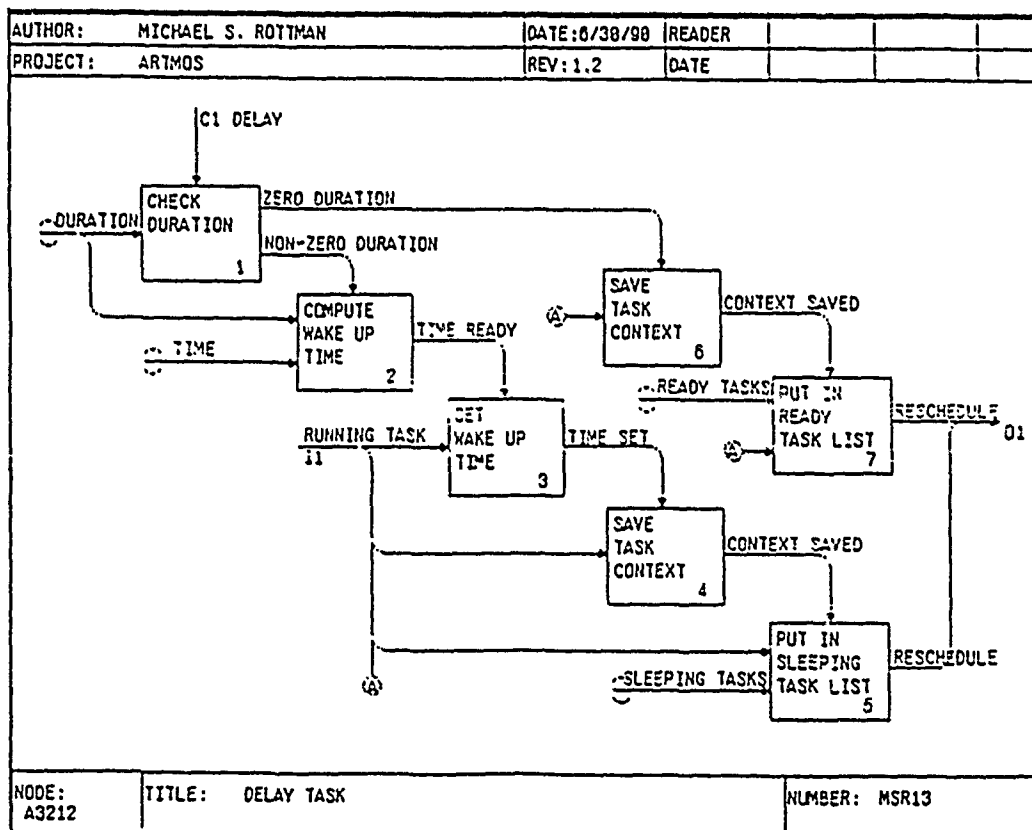 AUTHOR: MICHAEL S. ROTTMAN DATE:6/30/90 READER
PROJECT: ARTMOS REV:1.2 DATE
C1 DELAY
CHECK
DURATION
1
ZERO DURATION
DURATION
NON-ZERO DURATION
COMPUTE
WAKE UP
TIME
2
TIME
TIME READY
SAVE
TASK
CONTEXT
6
A
CONTEXT SAVED
READY TASKS
PUT IN
READY
TASK LIST
7
A
RESCHEDULE
O1
RUNNING TASK
I1
SET
WAKE UP
TIME
3
TIME SET
SAVE
TASK
CONTEXT
4
CONTEXT SAVED
PUT IN
SLEEPING
TASK LIST
5
SLEEPING TASKS
RESCHEDULE
A
NODE: A3212
TITLE: DELAY TASK
NUMBER: MSR13